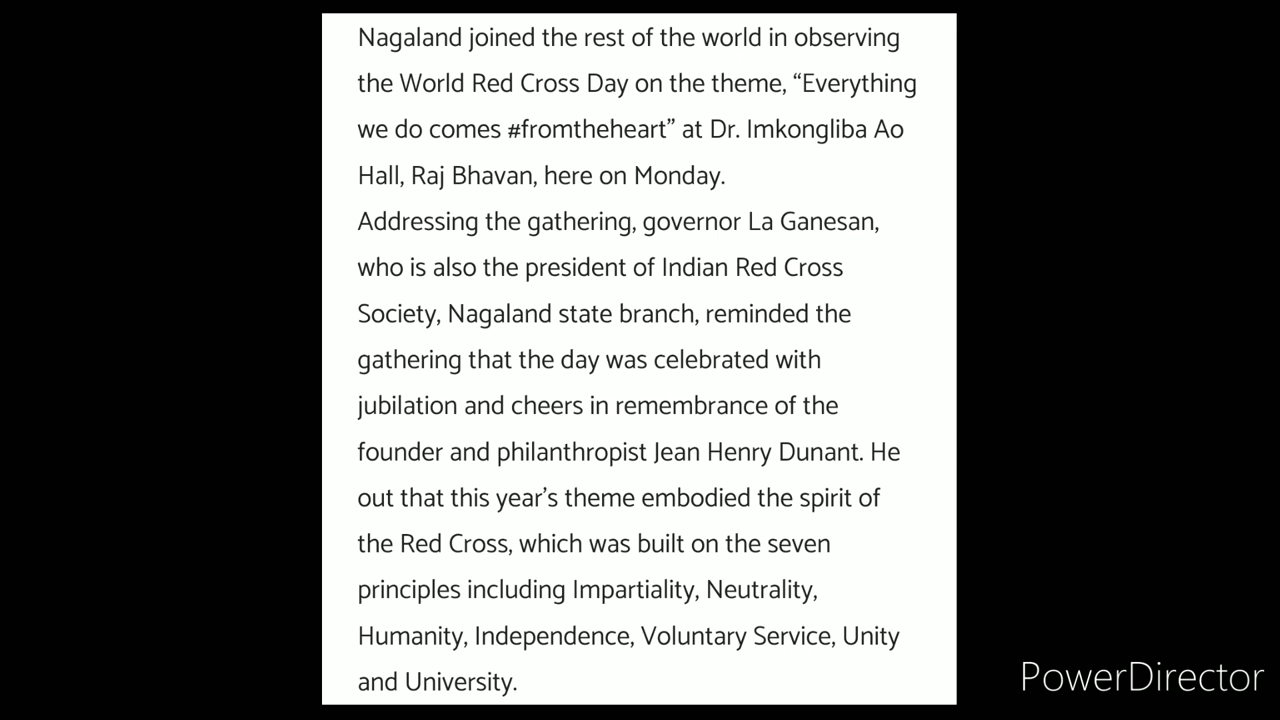 Nagaland joined the rest of the world in observing
the World Red Cross Day on the theme, “Everything
we do comes #fromtheheart” at Dr. Imkongliba Ao
Hall, Raj Bhavan, here on Monday.
Addressing the gathering, governor La Ganesan,
who is also the president of Indian Red Cross
Society, Nagaland state branch, reminded the
gathering that the day was celebrated with
jubilation and cheers in remembrance of the
founder and philanthropist Jean Henry Dunant. He
out that this year’s theme embodied the spirit of
the Red Cross, which was built on the seven
principles including Impartiality, Neutrality,
Humanity, Independence, Voluntary Service, Unity
and University.
PowerDirector